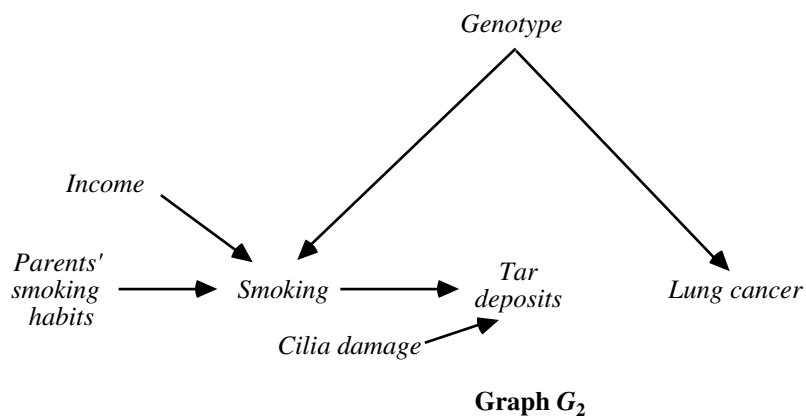 Genotype
Income
Parents'
smoking
habits
Smoking
Tar
deposits
Lung cancer
Cilia damage
Graph G2